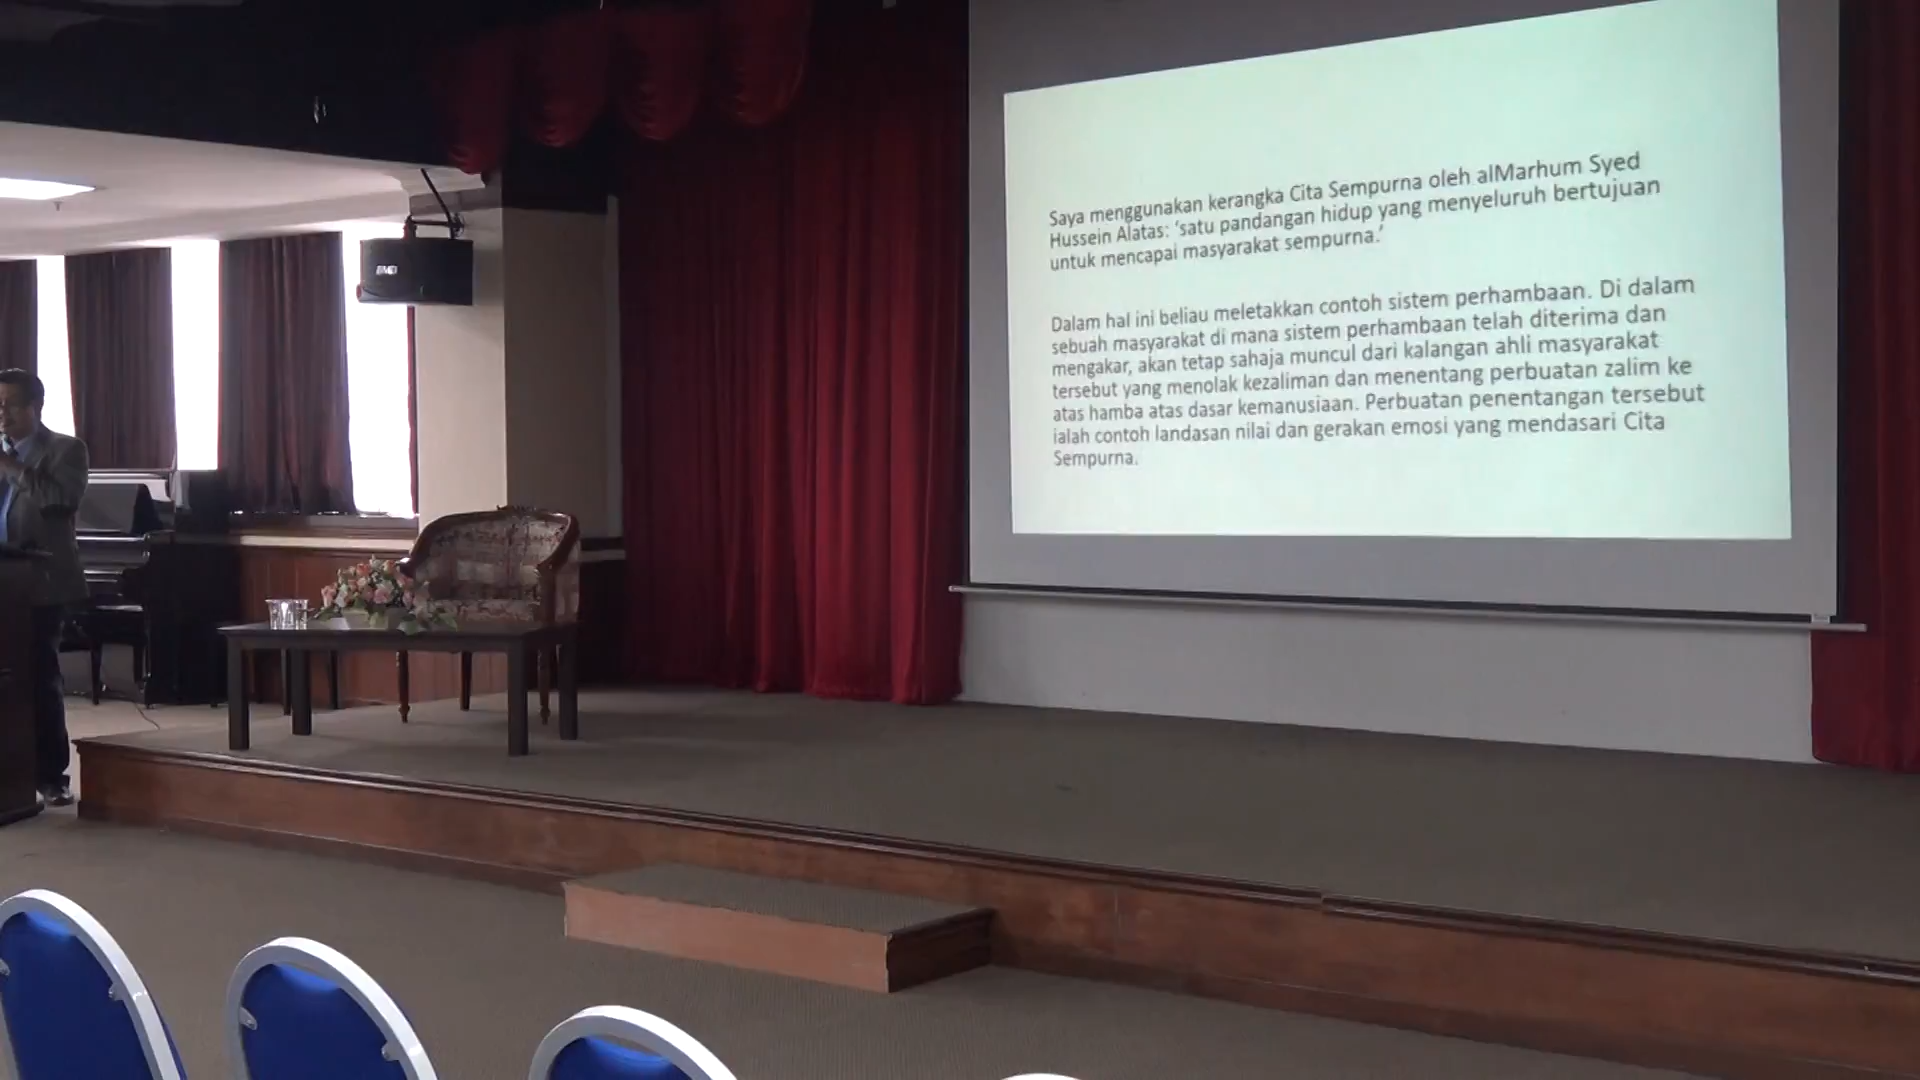 Saya menggunakan kerangka Cita Sempurna oleh alMarhum Syed
Hussein Alatas: ‘satu pandangan hidup yang menyeluruh bertujuan
untuk mencapai masyarakat sempurna.’
Dalam hal ini beliau meletakkan contoh sistem perhambaan. Di dalam
sebuah masyarakat di mana sistem perhambaan telah diterima dan
mengakar, akan tetap sahaja muncul dari kalangan ahli masyarakat
tersebut yang menolak kezaliman dan menentang perbuatan zalim ke
atas hamba atas dasar kemanusiaan. Perbuatan penentangan tersebut
ialah contoh landasan nilai dan gerakan emosi yang mendasari Cita
Sempurna.